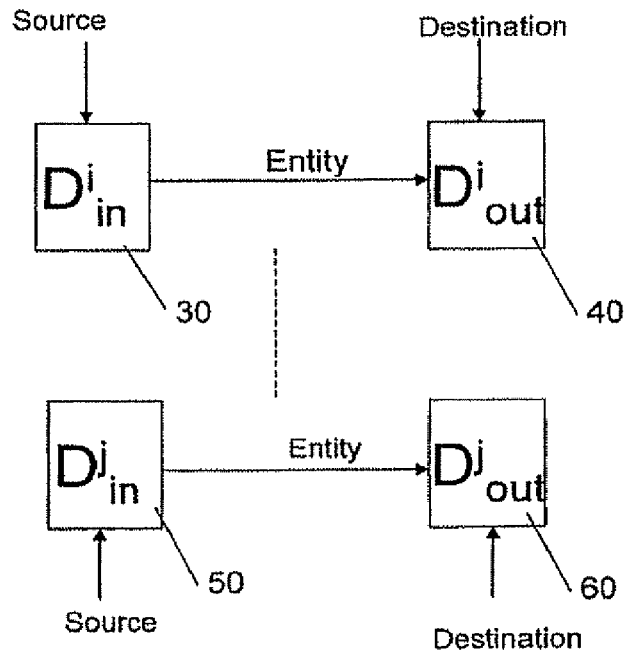 Source
Destination
D^i_in
Entity
D^i_out
30
40
D^j_in
Entity
D^j_out
50
60
Source
Destination